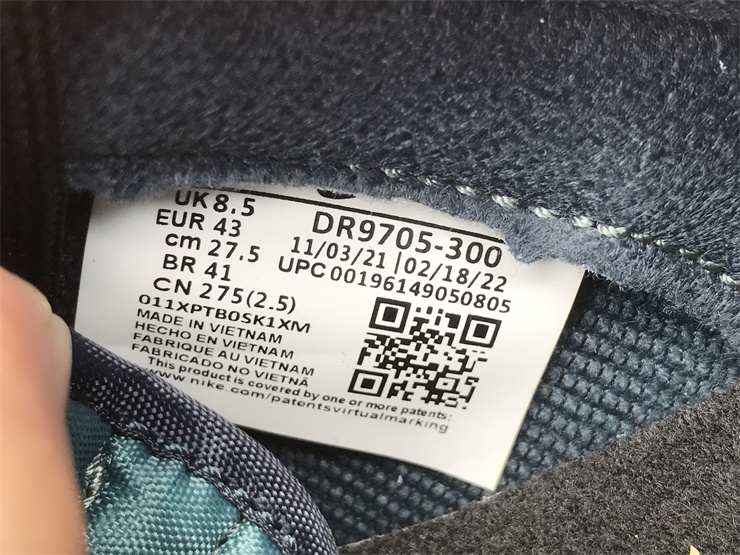 UK 8.5
EUR 43
cm 27.5
BR 41
CN 275(2.5)
DR9705-300
11/03/21 | 02/18/22
UPC 00196149050805
011XPTB0SK1XM
MADE IN VIETNAM
HECHO EN VIETNAM
FABRIQUE AU VIETNAM
FABRICADO NO VIETNÃ
This product is covered by one or more patents:
www.nike.com/patentsvirtualmarking